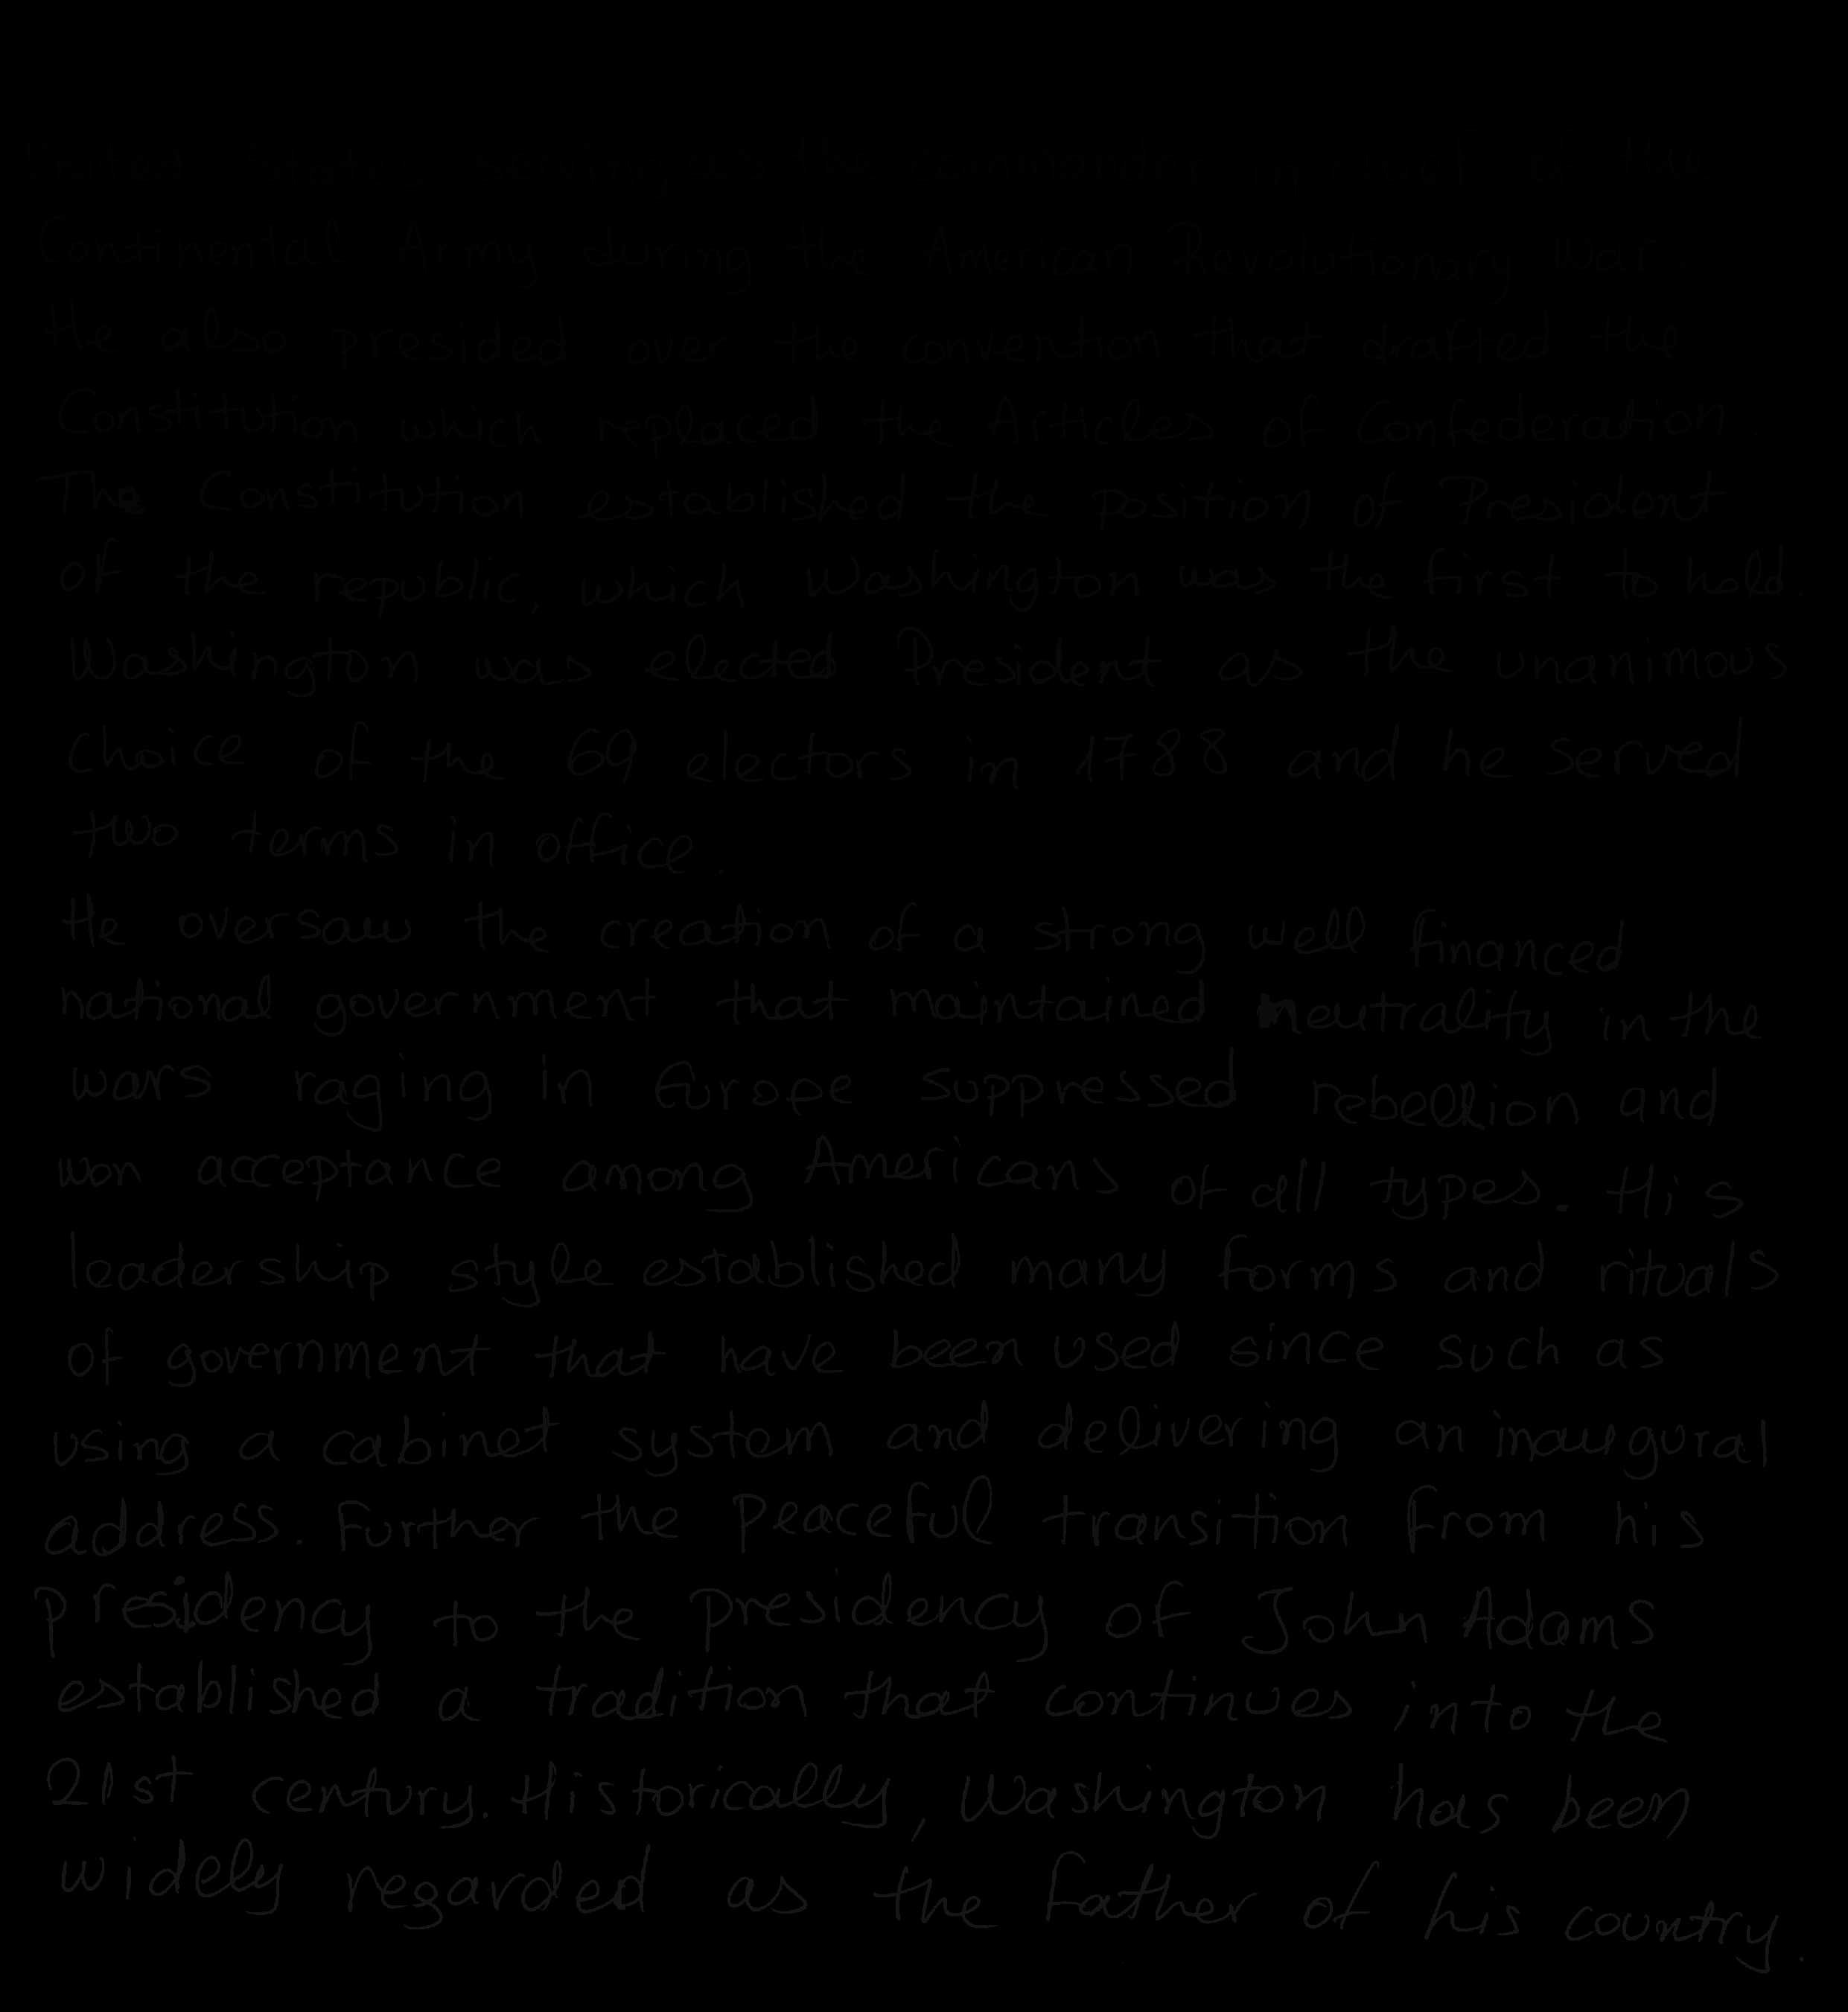 United States serving as the commander in chief of the
Continental Army during the American Revolutionary War.
He also presided over the convention that drafted the
Constitution which replaced the Articles of Confederation.
The Constitution established the position of President
of the republic, which Washington was the first to hold.
Washington was elected President as the unanimous
choice of the 69 electors in 1788 and he served
two terms in office.
He oversaw the creation of a strong well financed
national government that maintained neutrality in the
wars raging in Europe suppressed rebellion and
won acceptance among Americans of all types. His
leadership style established many forms and rituals
of government that have been used since such as
using a cabinet system and delivering an inaugural
address. Further the peaceful transition from his
presidency to the presidency of John Adams
established a tradition that continues into the
21st century. Historically, Washington has been
widely regarded as the father of his country.